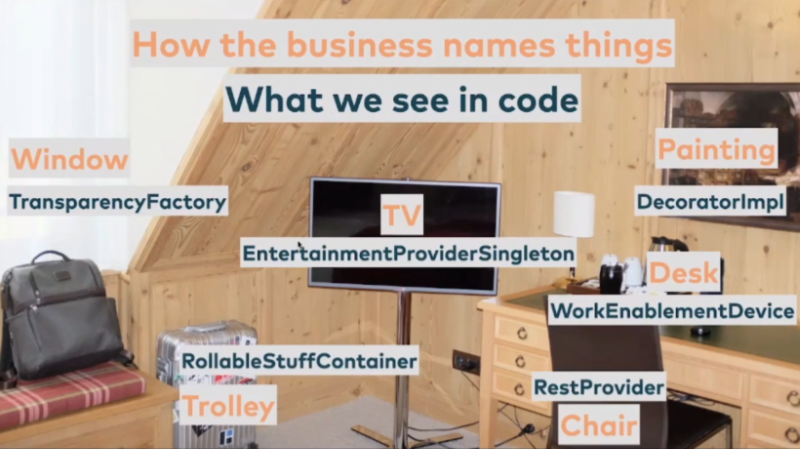 How the business names things
What we see in code
Window
TransparencyFactory
Painting
DecoratorImpl
TV
EntertainmentProviderSingleton
Desk
WorkEnablementDevice
RollableStuffContainer
Trolley
RestProvider
Chair